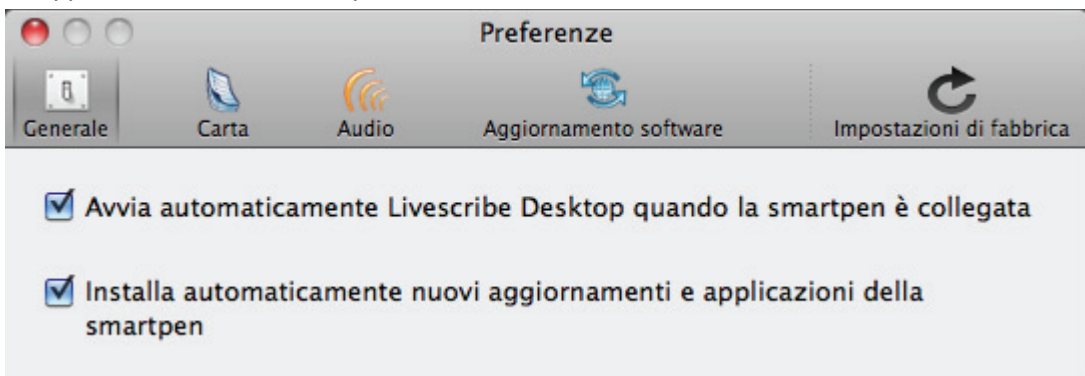 Preferenze
Generale
Carta
Audio
Aggiornamento software
Impostazioni di fabbrica
Avvia automaticamente Livescribe Desktop quando la smartpen è collegata
Installa automaticamente nuovi aggiornamenti e applicazioni della
smartpen